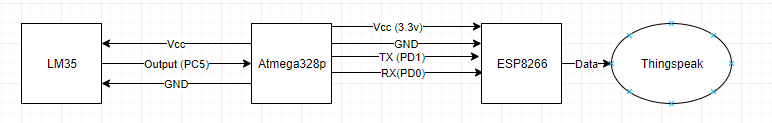 LM35
Vcc
Output (PC5)
GND
Atmega328p
Vcc (3.3v)
GND
TX (PD1)
RX(PD0)
ESP8266
Data
Thingspeak